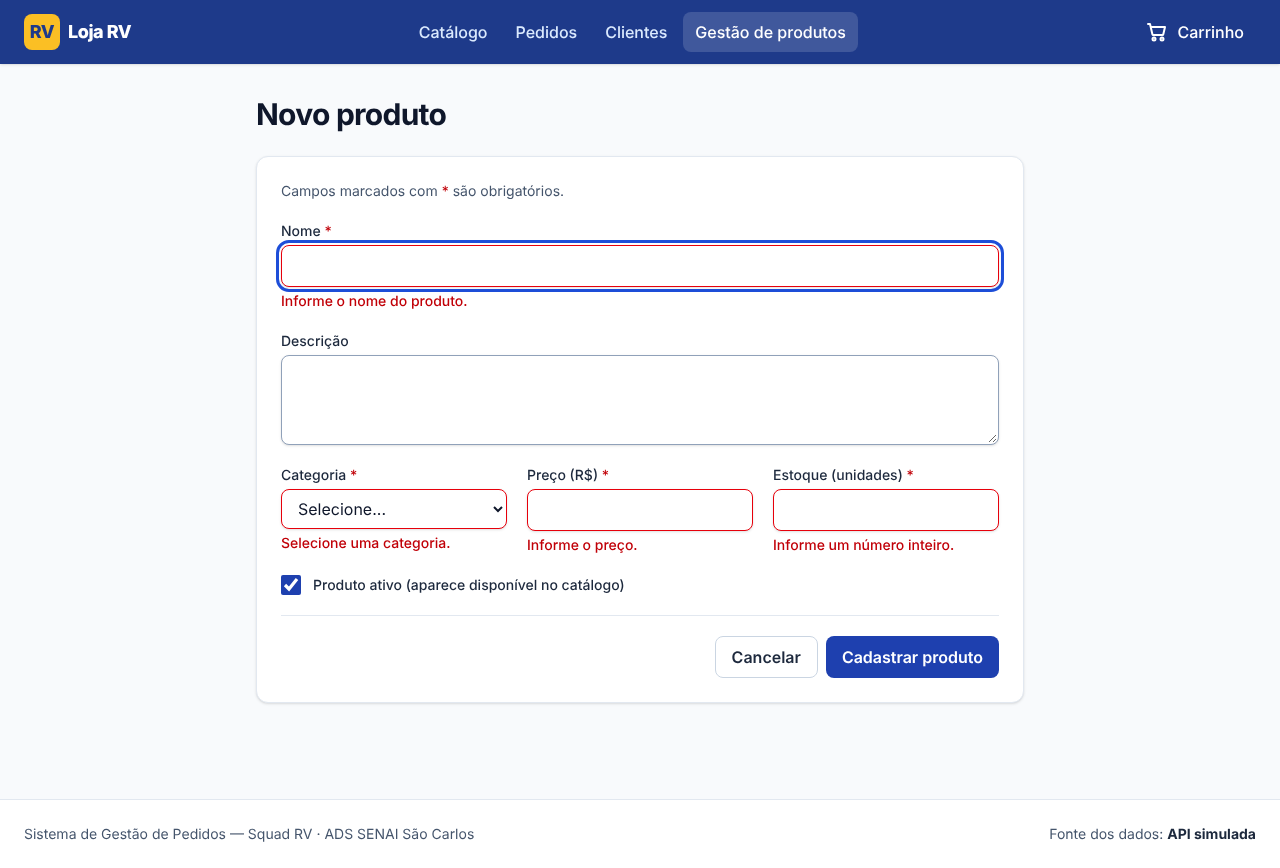 RV Loja RV Catálogo Pedidos Clientes Gestão de produtos Carrinho
Novo produto
Campos marcados com * são obrigatórios.
Nome *
Informe o nome do produto.
Descrição
Categoria * Preço (R$) * Estoque (unidades) *
Selecione...
Selecione uma categoria. Informe o preço. Informe um número inteiro.
Produto ativo (aparece disponível no catálogo)
Cancelar Cadastrar produto
Sistema de Gestão de Pedidos — Squad RV · ADS SENAI São Carlos Fonte dos dados: API simulada